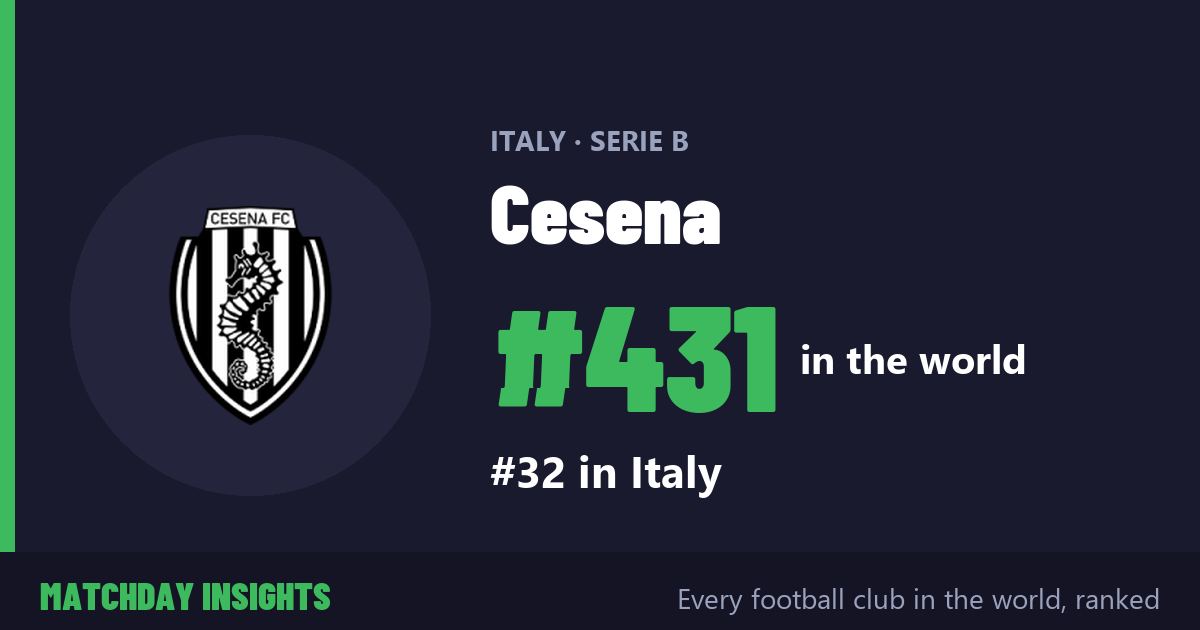 CESENA FC
ITALY · SERIE B
Cesena
#431 in the world
#32 in Italy
MATCHDAY INSIGHTS
Every football club in the world, ranked